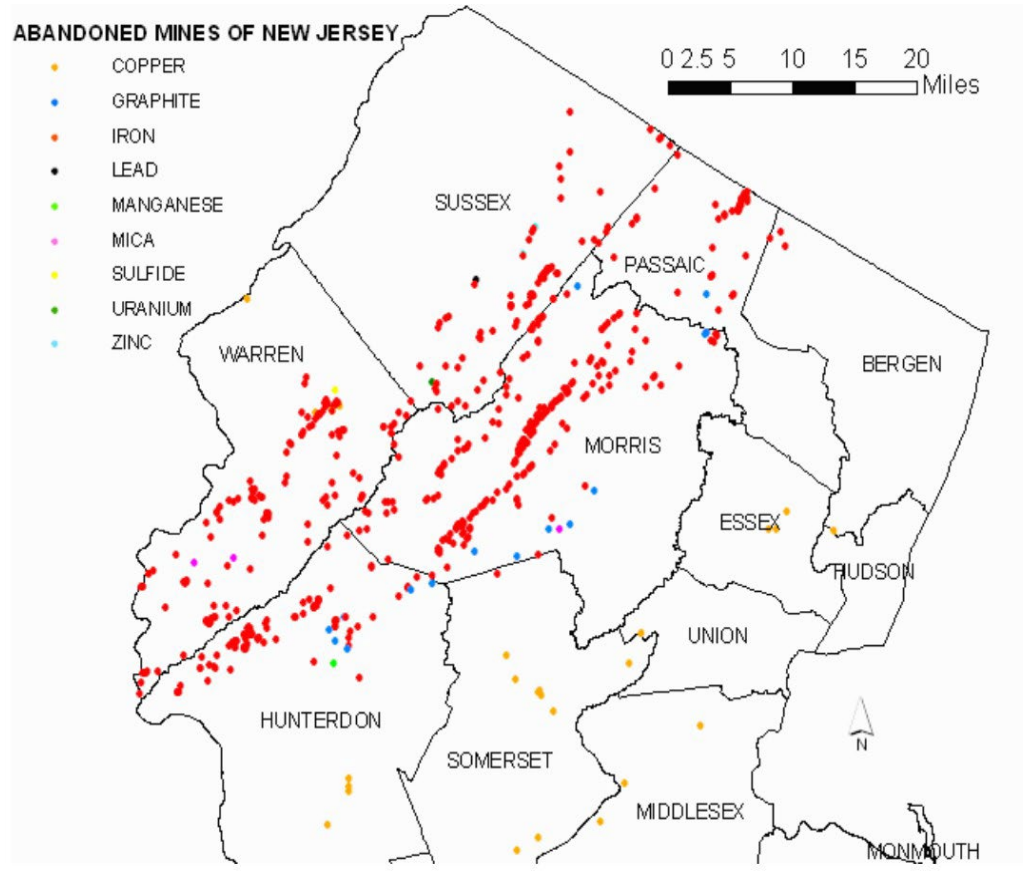 ABANDONED MINES OF NEW JERSEY
COPPER
GRAPHITE
IRON
LEAD
MANGANESE
MICA
SULFIDE
URANIUM
ZINC
0 2.5 5 10 15 20
Miles
SUSSEX
PASSAIC
WARREN
BERGEN
MORRIS
ESSEX
HUDSON
UNION
HUNTERDON
SOMERSET
N
MIDDLESEX
MONMOUTH